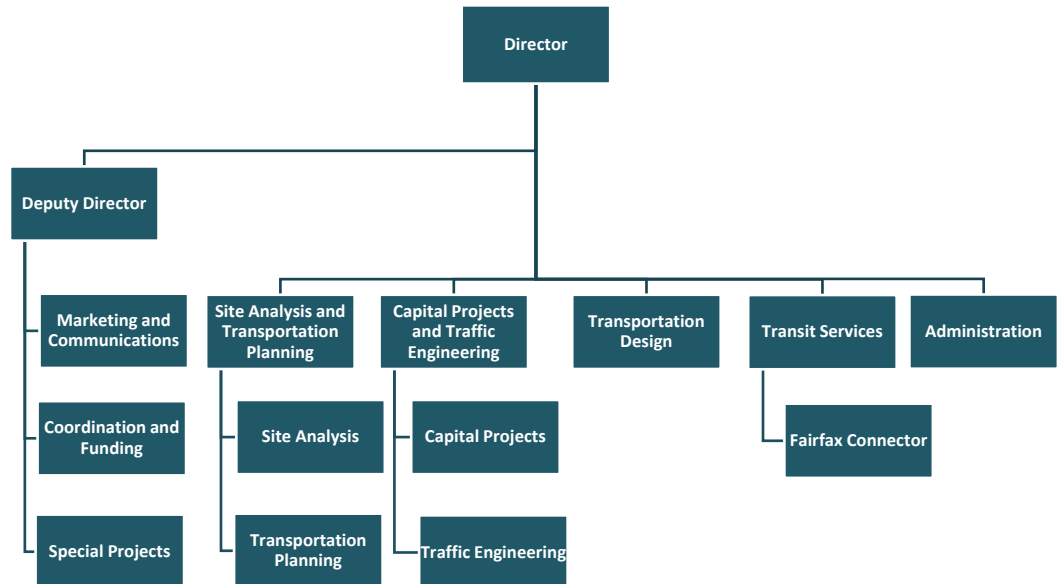 Director
Deputy Director
Marketing and
Communications
Coordination and
Funding
Special Projects
Site Analysis and
Transportation
Planning
Site Analysis
Transportation
Planning
Capital Projects
and Traffic
Engineering
Capital Projects
Traffic Engineering
Transportation
Design
Transit Services
Fairfax Connector
Administration